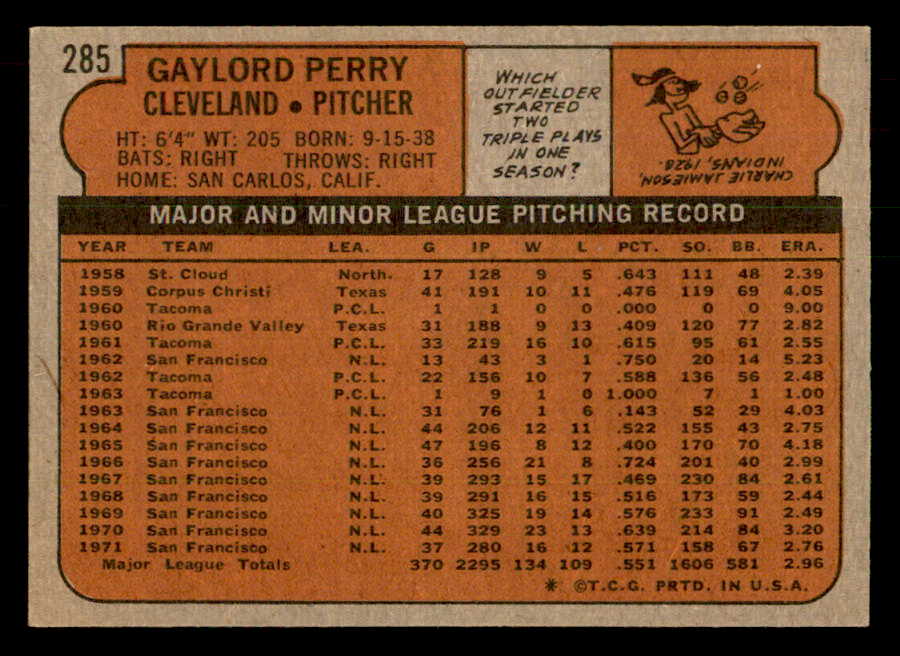 285
GAYLORD PERRY
CLEVELAND • PITCHER
HT: 6'4" WT: 205 BORN: 9-15-38
BATS: RIGHT THROWS: RIGHT
HOME: SAN CARLOS, CALIF.
WHICH
OUTFIELDER
STARTED
TWO
TRIPLE PLAYS
IN ONE
SEASON?
CHARLIE JAMIESON,
INDIANS, 1928.
MAJOR AND MINOR LEAGUE PITCHING RECORD
YEAR TEAM LEA. G IP W L PCT. SO. BB. ERA.
1958 St. Cloud North. 17 128 9 5 .643 111 48 2.39
1959 Corpus Christi Texas 41 191 10 11 .476 119 69 4.05
1960 Tacoma P.C.L. 1 1 0 0 .000 0 0 9.00
1960 Rio Grande Valley Texas 31 188 9 13 .409 120 77 2.82
1961 Tacoma P.C.L. 33 219 16 10 .615 95 61 2.55
1962 San Francisco N.L. 13 43 3 1 .750 20 14 5.23
1962 Tacoma P.C.L. 22 156 10 7 .588 136 56 2.48
1963 Tacoma P.C.L. 1 9 1 0 1.000 7 1 1.00
1963 San Francisco N.L. 31 76 1 6 .143 52 29 4.03
1964 San Francisco N.L. 44 206 12 11 .522 155 43 2.75
1965 San Francisco N.L. 47 196 8 12 .400 170 70 4.18
1966 San Francisco N.L. 36 256 21 8 .724 201 40 2.99
1967 San Francisco N.L. 39 293 15 17 .469 230 84 2.61
1968 San Francisco N.L. 39 291 16 15 .516 173 59 2.44
1969 San Francisco N.L. 40 325 19 14 .576 233 91 2.49
1970 San Francisco N.L. 44 329 23 13 .639 214 84 3.20
1971 San Francisco N.L. 37 280 16 12 .571 158 67 2.76
Major League Totals 370 2295 134 109 .551 1606 581 2.96
* ©T.C.G. PRTD. IN U.S.A.